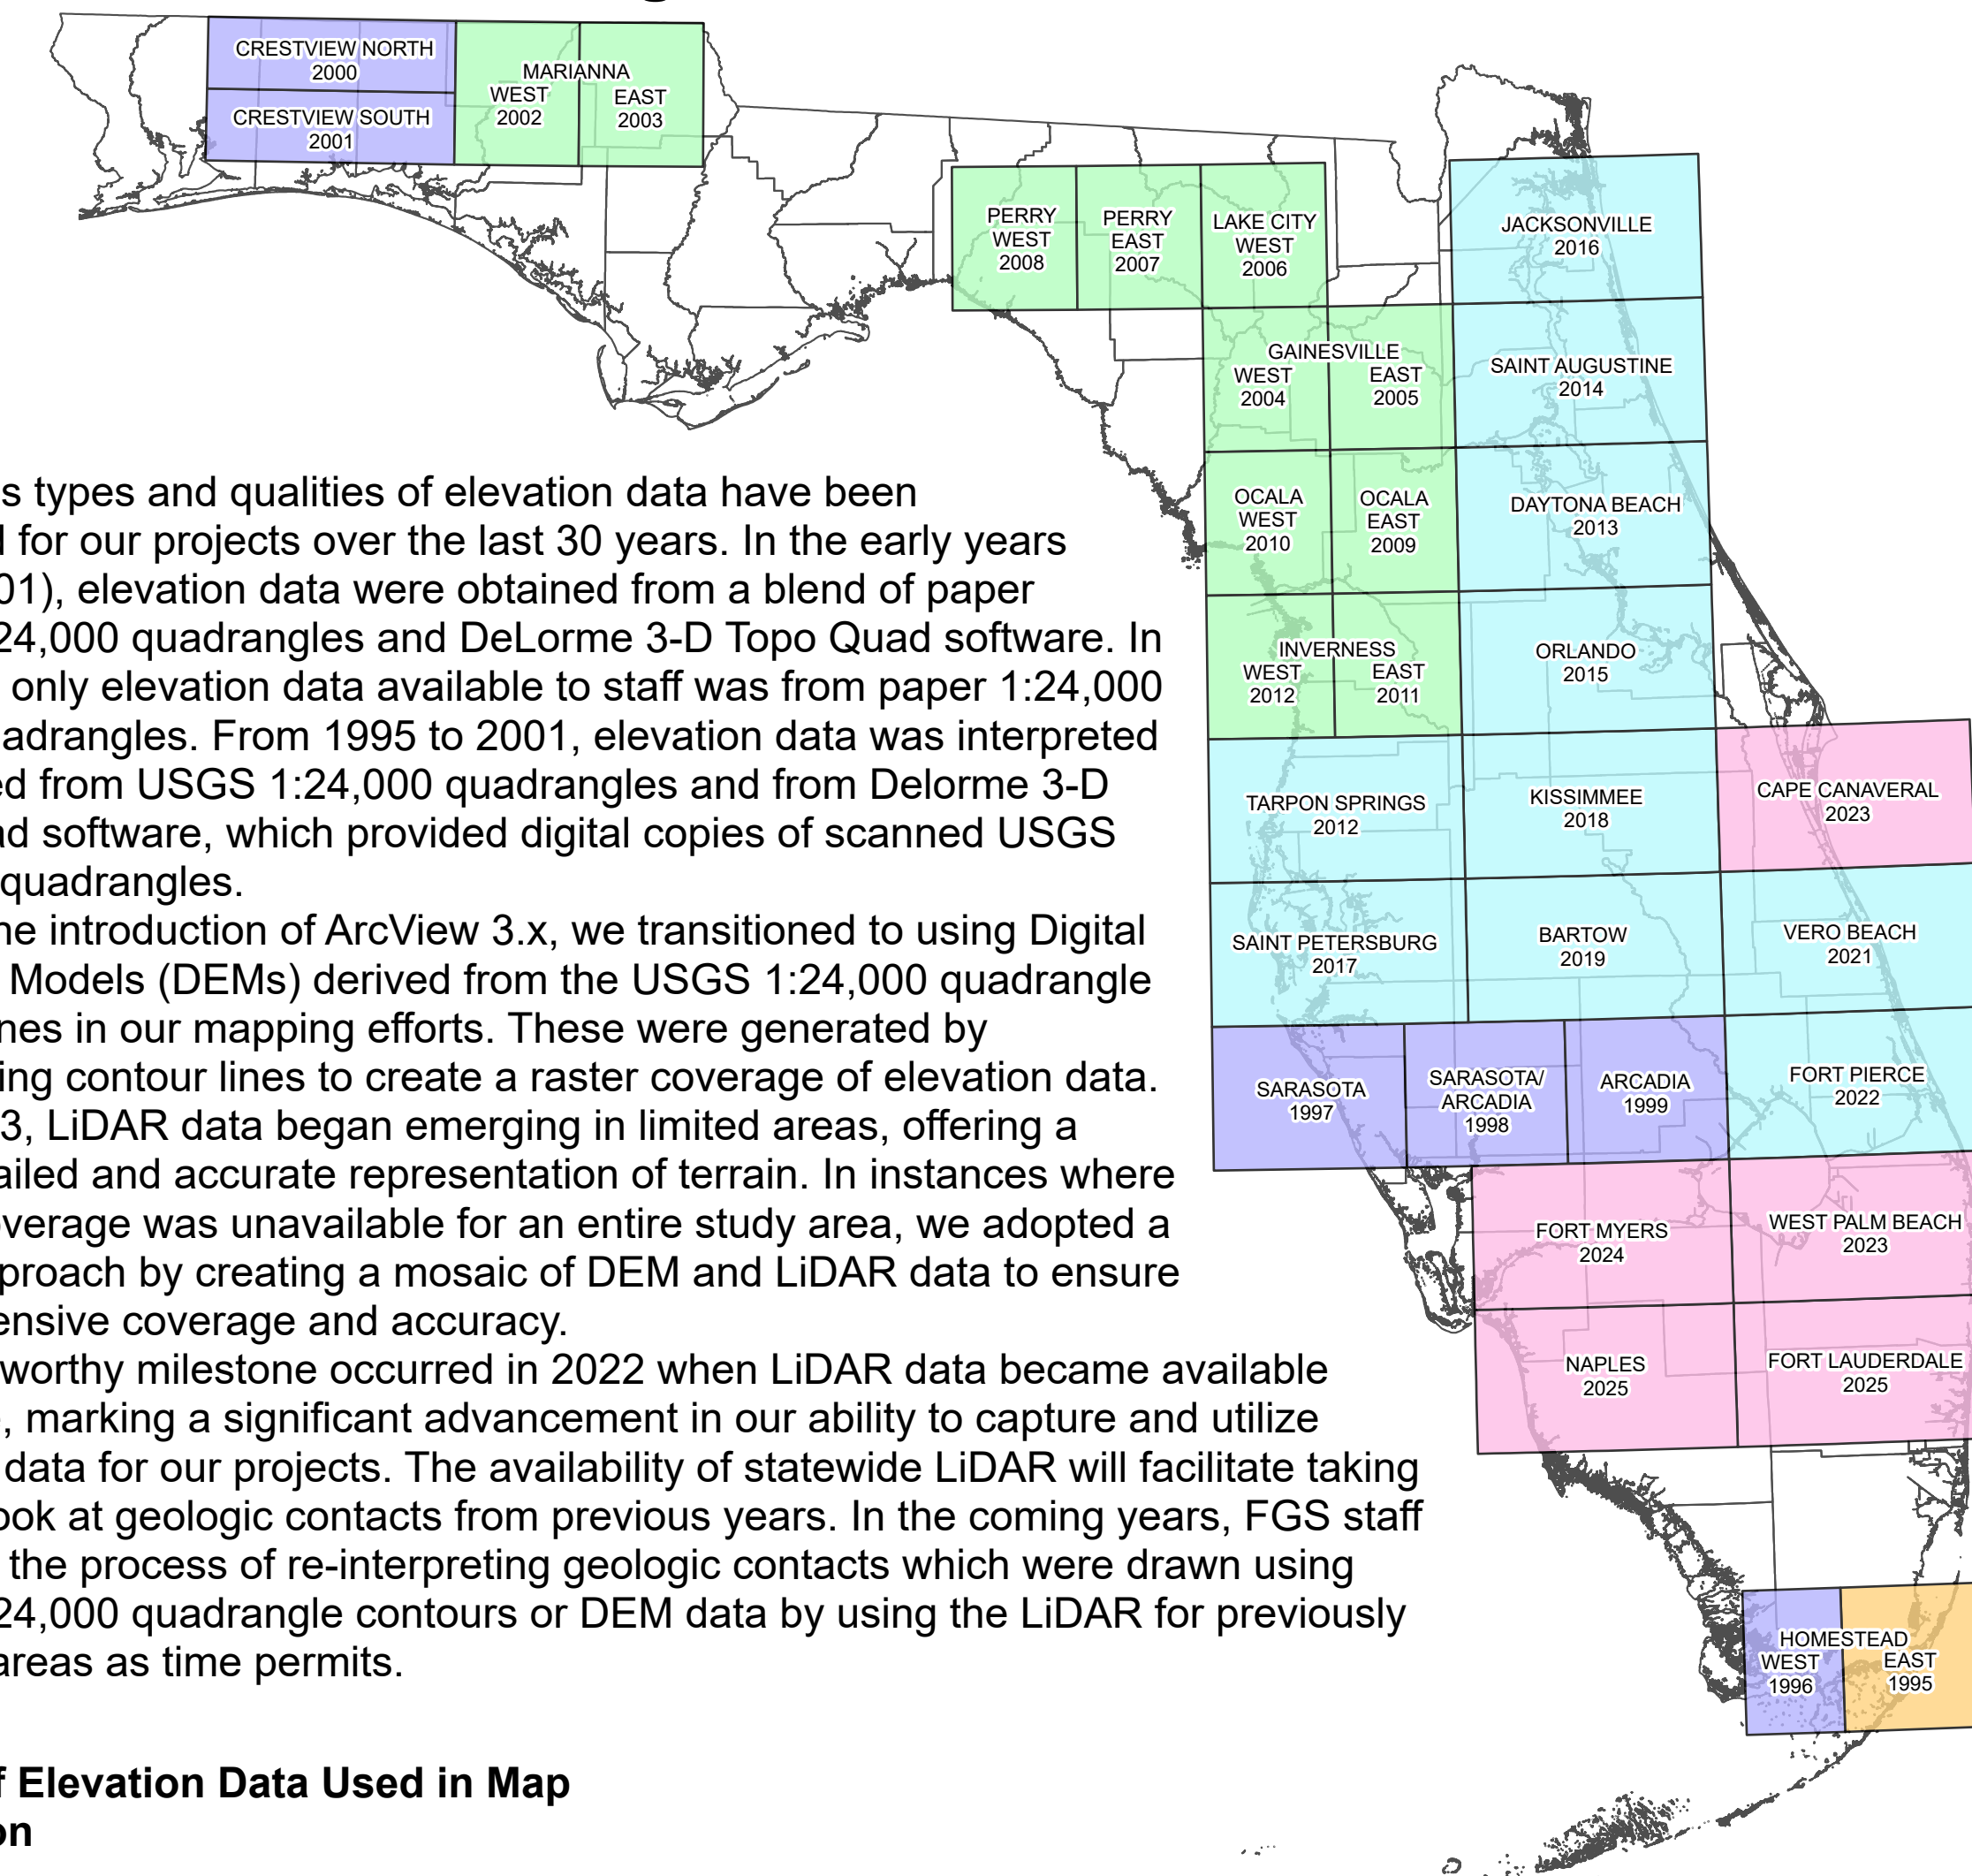 CRESTVIEW NORTH
2000
CRESTVIEW SOUTH
2001
MARIANNA
WEST
2002
EAST
2003
PERRY
WEST
2008
PERRY
EAST
2007
LAKE CITY
WEST
2006
JACKSONVILLE
2016
GAINESVILLE
WEST
2004
EAST
2005
SAINT AUGUSTINE
2014
OCALA
WEST
2010
OCALA
EAST
2009
DAYTONA BEACH
2013
INVERNESS
WEST
2012
EAST
2011
ORLANDO
2015
TARPON SPRINGS
2012
KISSIMMEE
2018
CAPE CANAVERAL
2023
SAINT PETERSBURG
2017
BARTOW
2019
VERO BEACH
2021
SARASOTA
1997
SARASOTA/
ARCADIA
1998
ARCADIA
1999
FORT PIERCE
2022
FORT MYERS
2024
WEST PALM BEACH
2023
NAPLES
2025
FORT LAUDERDALE
2025
HOMESTEAD
WEST
1996
EAST
1995
s types and qualities of elevation data have been
for our projects over the last 30 years. In the early years
01), elevation data were obtained from a blend of paper
24,000 quadrangles and DeLorme 3-D Topo Quad software. In
only elevation data available to staff was from paper 1:24,000
adrangles. From 1995 to 2001, elevation data was interpreted
ed from USGS 1:24,000 quadrangles and from Delorme 3-D
ad software, which provided digital copies of scanned USGS
quadrangles.
he introduction of ArcView 3.x, we transitioned to using Digital
Models (DEMs) derived from the USGS 1:24,000 quadrangle
nes in our mapping efforts. These were generated by
ing contour lines to create a raster coverage of elevation data.
3, LiDAR data began emerging in limited areas, offering a
ailed and accurate representation of terrain. In instances where
overage was unavailable for an entire study area, we adopted a
proach by creating a mosaic of DEM and LiDAR data to ensure
ensive coverage and accuracy.
worthy milestone occurred in 2022 when LiDAR data became available
, marking a significant advancement in our ability to capture and utilize
data for our projects. The availability of statewide LiDAR will facilitate taking
ook at geologic contacts from previous years. In the coming years, FGS staff
the process of re-interpreting geologic contacts which were drawn using
24,000 quadrangle contours or DEM data by using the LiDAR for previously
areas as time permits.
f Elevation Data Used in Map
on